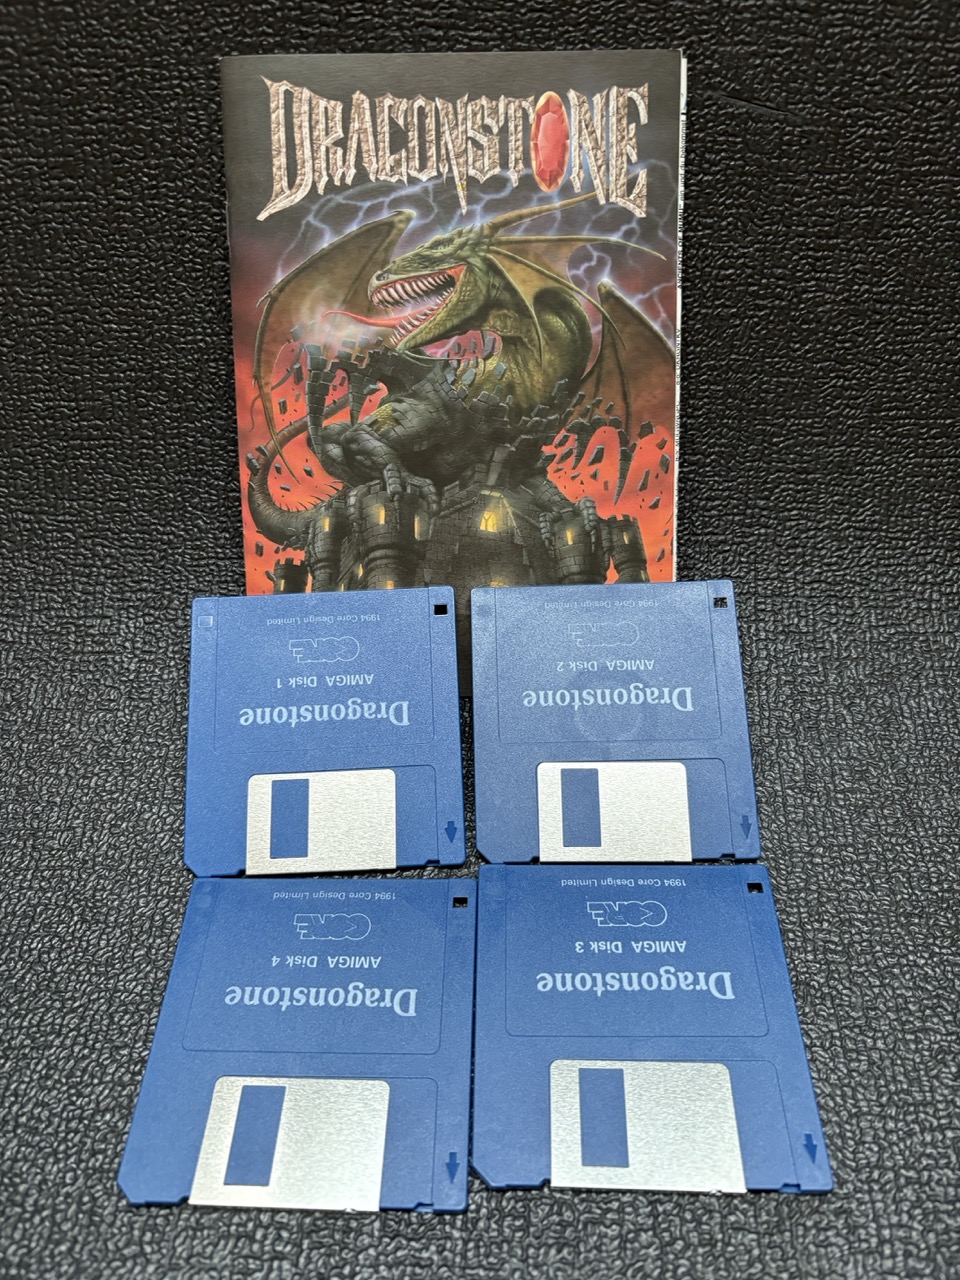 DRAGONSTONE
1994 Core Design Limited
CORE
AMIGA Disk 1
Dragonstone
1994 Core Design Limited
CORE
AMIGA Disk 2
Dragonstone
1994 Core Design Limited
CORE
AMIGA Disk 4
Dragonstone
1994 Core Design Limited
CORE
AMIGA Disk 3
Dragonstone